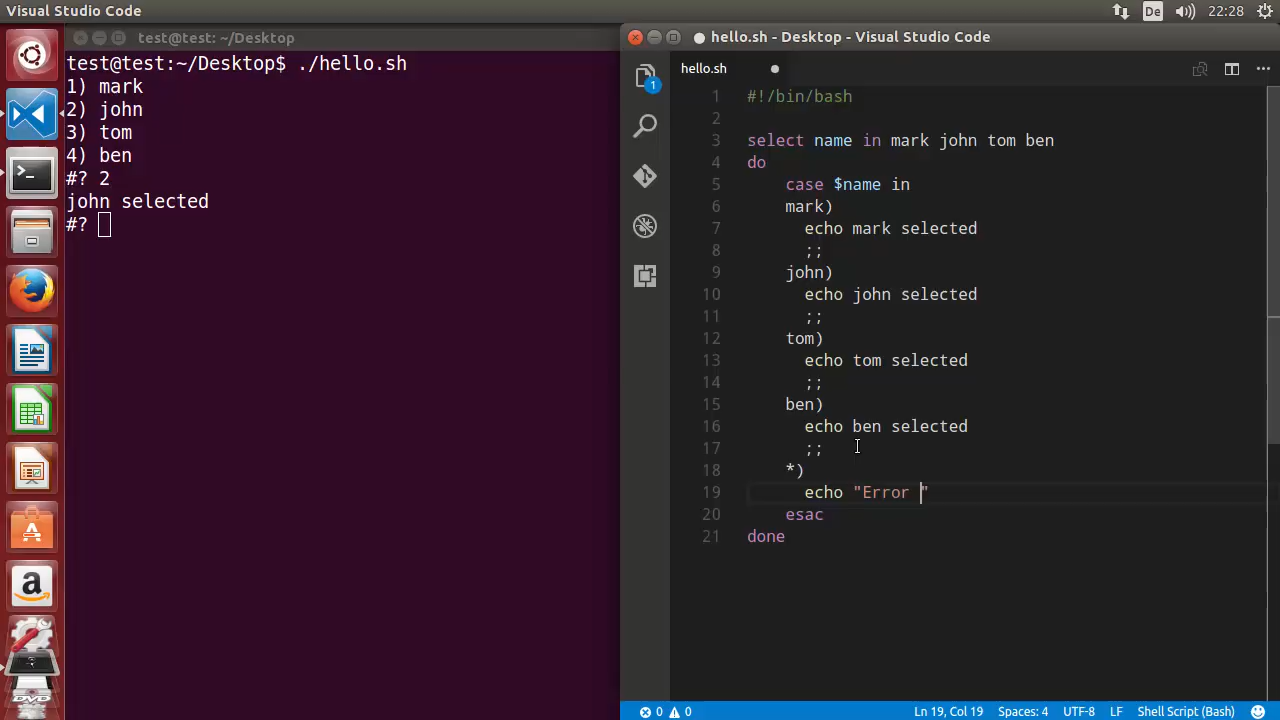 Visual Studio Code
De
22:28
test@test: ~/Desktop
test@test:~/Desktop$ ./hello.sh
1) mark
2) john
3) tom
4) ben
#? 2
john selected
#?
hello.sh - Desktop - Visual Studio Code
hello.sh
1
1 #!/bin/bash
2
3 select name in mark john tom ben
4 do
5     case $name in
6     mark)
7       echo mark selected
8       ;;
9     john)
10       echo john selected
11       ;;
12     tom)
13       echo tom selected
14       ;;
15     ben)
16       echo ben selected
17       ;;
18     *)
19       echo "Error "
20     esac
21 done
a
DVD
0 0 Ln 19, Col 19 Spaces: 4 UTF-8 LF Shell Script (Bash)